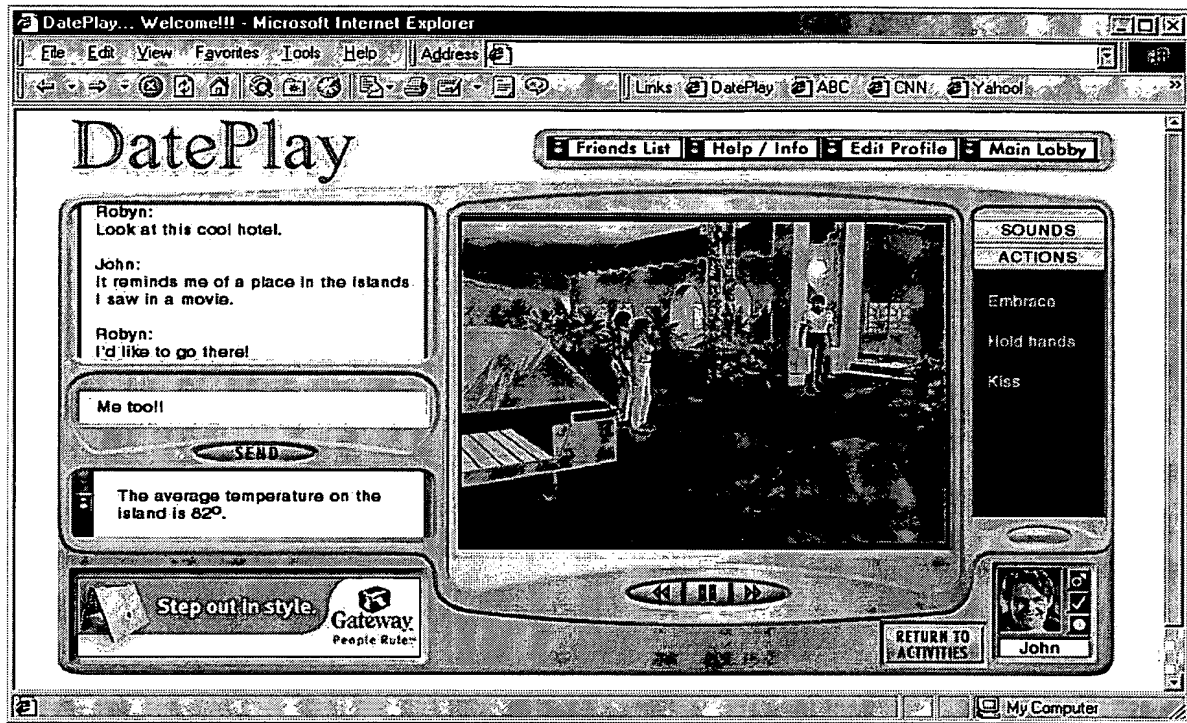 DatePlay... Welcome!!! - Microsoft Internet Explorer
File Edit View Favorites Tools Help Address
Links DatePlay ABC CNN Yahoo! »
DatePlay
Friends List Help / Info Edit Profile Main Lobby
Robyn:
Look at this cool hotel.
John:
It reminds me of a place in the islands
I saw in a movie.
Robyn:
I'd like to go there!
Me too!!
SEND
The average temperature on the
island is 82º.
Step out in style.
Gateway
People Rule
SOUNDS
ACTIONS
Embrace
Hold hands
Kiss
RETURN TO
ACTIVITIES
John
My Computer